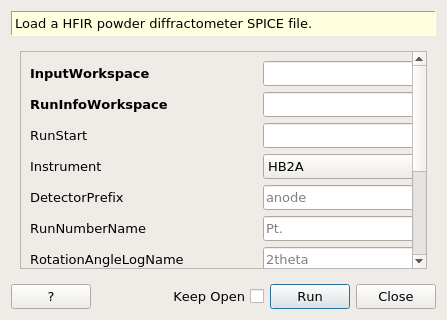 Load a HFIR powder diffractometer SPICE file.
InputWorkspace
RunInfoWorkspace
RunStart
Instrument HB2A
DetectorPrefix anode
RunNumberName Pt.
RotationAngleLogName 2theta
? Keep Open Run Close